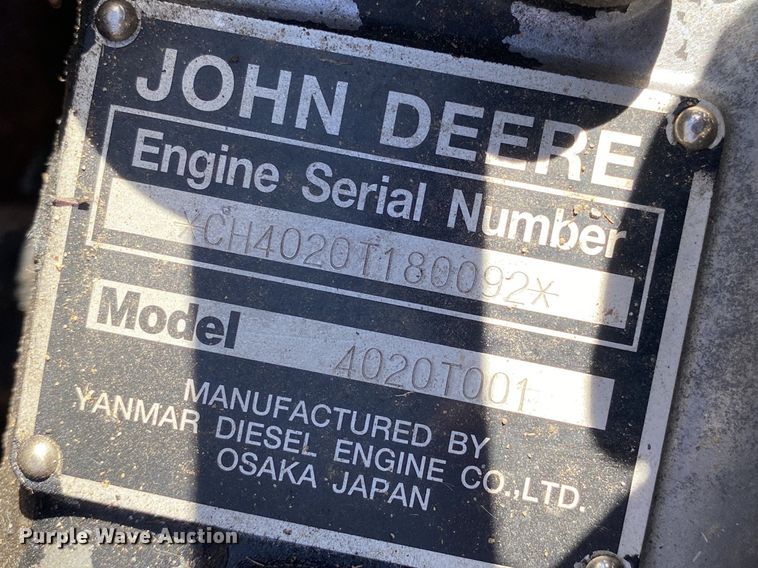 JOHN DEERE
Engine Serial Number
*CH4020T180092*
Model 4020T001
MANUFACTURED BY
YANMAR DIESEL ENGINE CO.,LTD.
OSAKA JAPAN
Purple Wave Auction